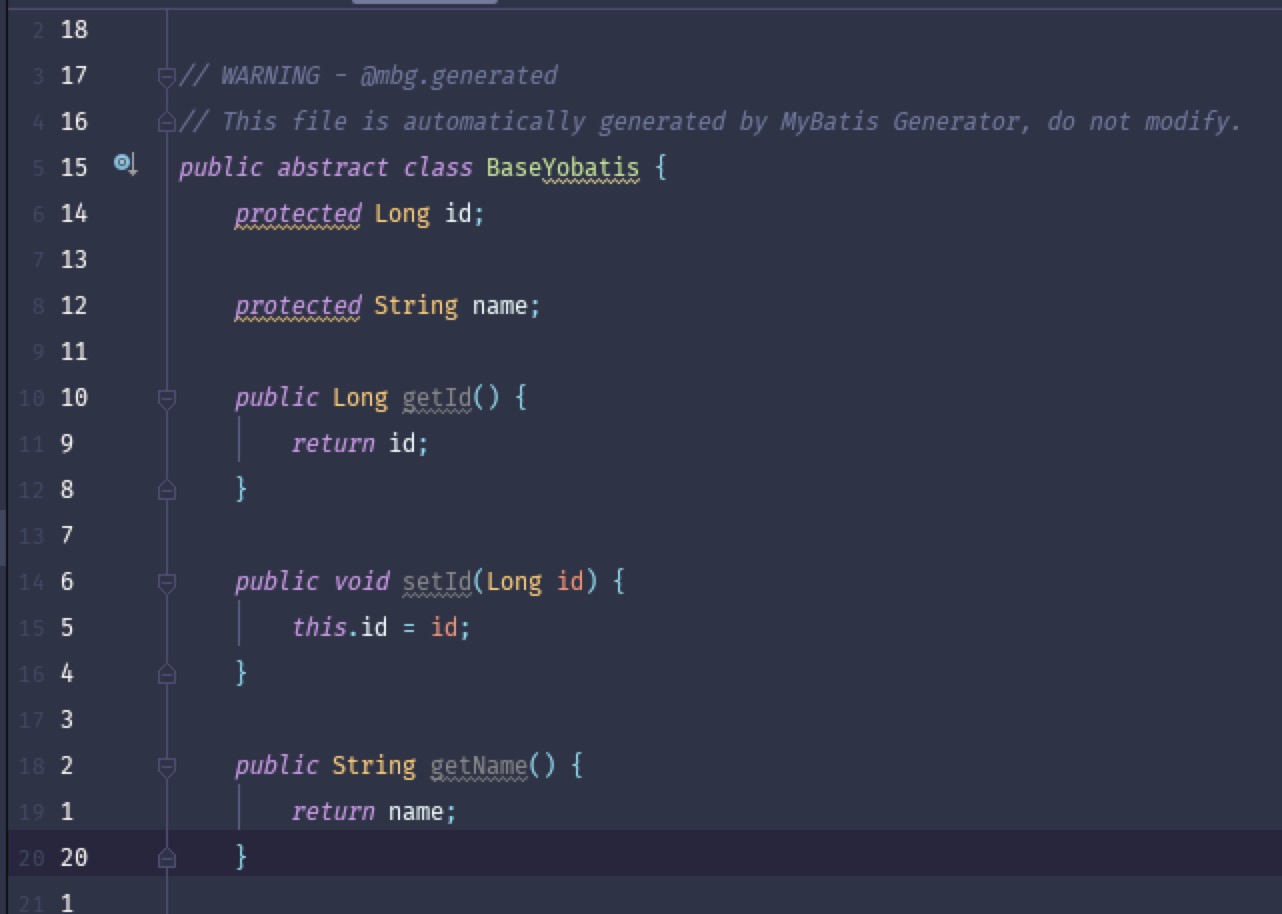 2 18
3 17 // WARNING - @mbg.generated
4 16 // This file is automatically generated by MyBatis Generator, do not modify.
5 15 public abstract class BaseYobatis {
6 14 protected Long id;
7 13
8 12 protected String name;
9 11
10 10 public Long getId() {
11 9 return id;
12 8 }
13 7
14 6 public void setId(Long id) {
15 5 this.id = id;
16 4 }
17 3
18 2 public String getName() {
19 1 return name;
20 20 }
21 1